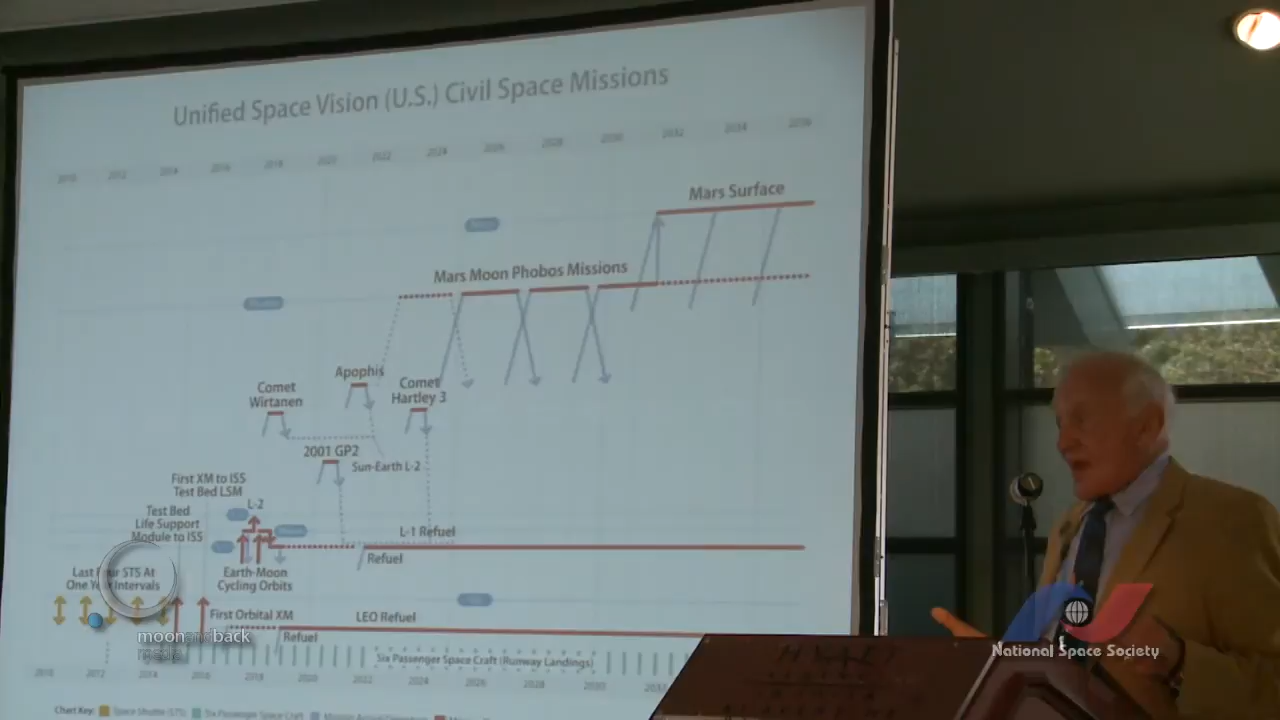 Unified Space Vision (U.S.) Civil Space Missions
2010 2012 2014 2016 2018 2020 2022 2024 2026 2028 2030 2032 2034 2036
Mars Surface
Mars Moon Phobos Missions
Apophis
Comet
Wirtanen
Comet
Hartley 3
2001 GP2
Sun-Earth L-2
First XM to ISS
Test Bed LSM
L-2
Test Bed
Life Support
Module to ISS
L-1 Refuel
Refuel
Last Four STS At
One Year Intervals
Earth-Moon
Cycling Orbits
First Orbital XM
LEO Refuel
Refuel
moonandback
media
Six Passenger Space Craft (Runway Landings)
2010 2012 2014 2016 2018 2020 2022 2024 2026 2028 2030
Chart Key: Space Shuttle (STS) Six Passenger Space Craft
National Space Society